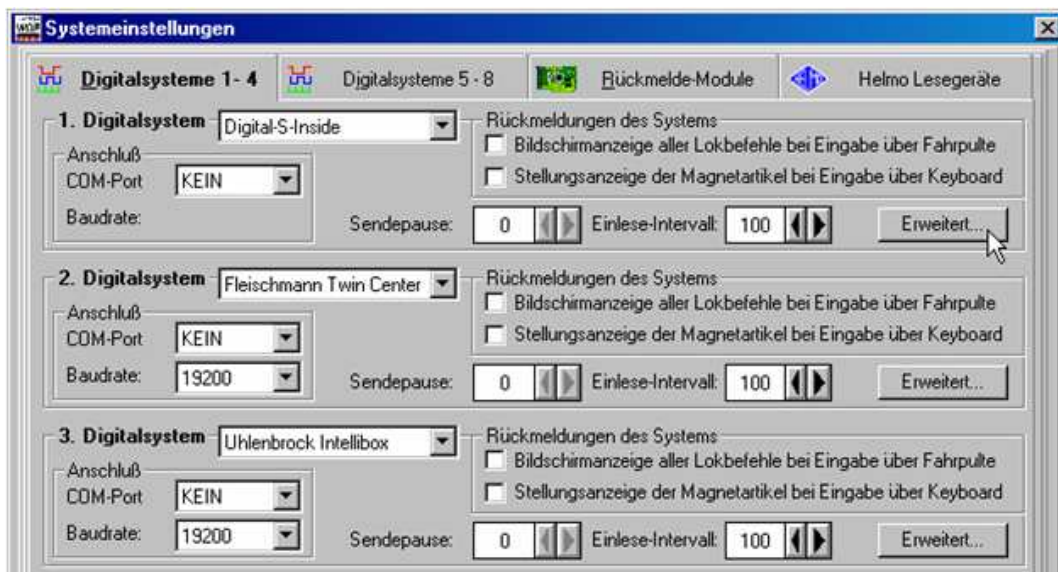 Systemeinstellungen
Digitalsysteme 1- 4 Digitalsysteme 5 - 8 Rückmelde-Module Helmo Lesegeräte
1. Digitalsystem Digital-S-Inside
Anschluß
COM-Port KEIN
Baudrate:
Rückmeldungen des Systems
Bildschirmanzeige aller Lokbefehle bei Eingabe über Fahrpulte
Stellungsanzeige der Magnetartikel bei Eingabe über Keyboard
Sendepause: 0 Einlese-Intervall: 100 Erweitert...
2. Digitalsystem Fleischmann Twin Center
Anschluß
COM-Port KEIN
Baudrate: 19200
Rückmeldungen des Systems
Bildschirmanzeige aller Lokbefehle bei Eingabe über Fahrpulte
Stellungsanzeige der Magnetartikel bei Eingabe über Keyboard
Sendepause: 0 Einlese-Intervall: 100 Erweitert...
3. Digitalsystem Uhlenbrock Intellibox
Anschluß
COM-Port KEIN
Baudrate: 19200
Rückmeldungen des Systems
Bildschirmanzeige aller Lokbefehle bei Eingabe über Fahrpulte
Stellungsanzeige der Magnetartikel bei Eingabe über Keyboard
Sendepause: 0 Einlese-Intervall: 100 Erweitert...